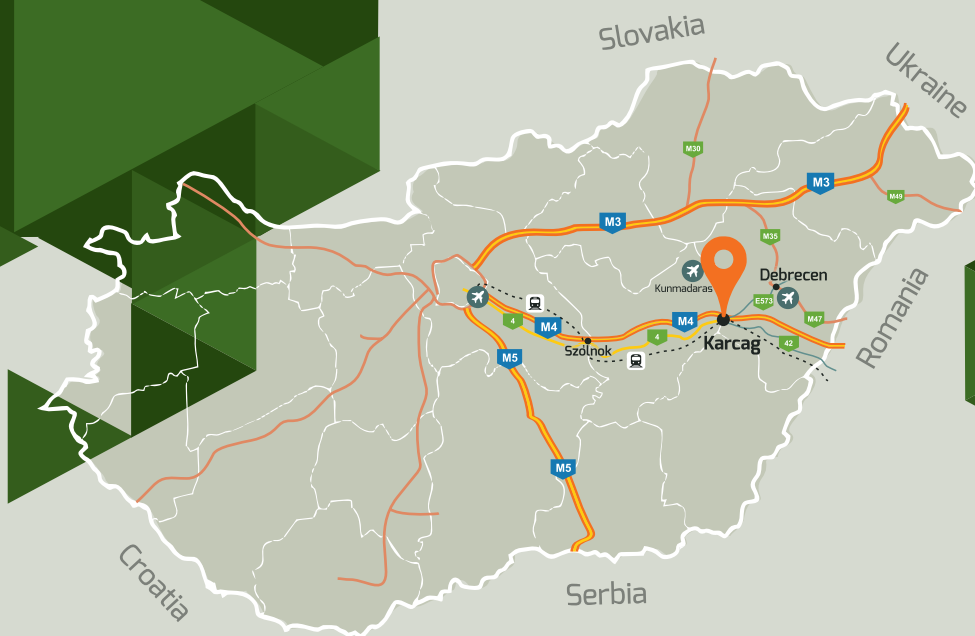 Slovakia
Ukraine
M30
M3
M49
M3
M35
Debrecen
Kunmadaras
E573
M47
4
M4
M4
4
42
Szolnok
Karcag
M5
Romania
M5
Croatia
Serbia